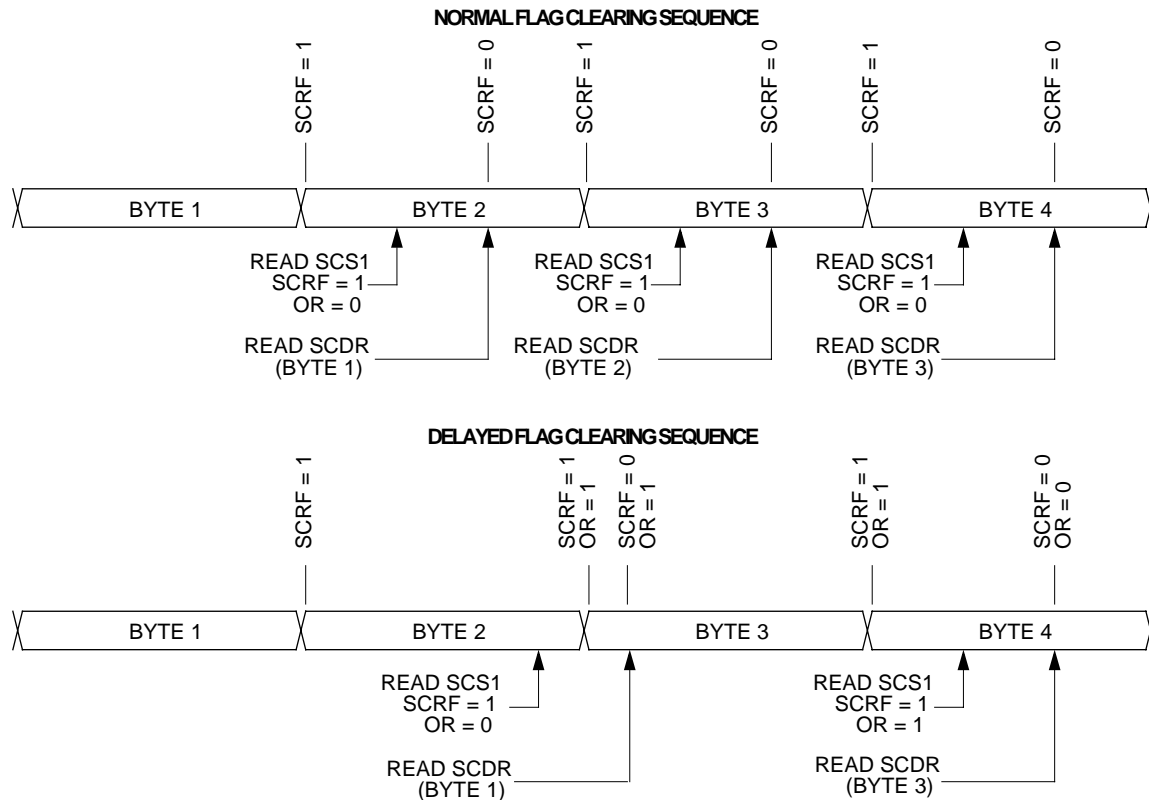 NORMAL FLAG CLEARING SEQUENCE
SCRF = 1
SCRF = 0
SCRF = 1
SCRF = 0
SCRF = 1
SCRF = 0
BYTE 1
BYTE 2
BYTE 3
BYTE 4
READ SCS1
SCRF = 1
OR = 0
READ SCS1
SCRF = 1
OR = 0
READ SCS1
SCRF = 1
OR = 0
READ SCDR
(BYTE 1)
READ SCDR
(BYTE 2)
READ SCDR
(BYTE 3)
DELAYED FLAG CLEARING SEQUENCE
SCRF = 1
SCRF = 1
OR = 1
SCRF = 0
OR = 1
SCRF = 1
OR = 1
SCRF = 0
OR = 0
BYTE 1
BYTE 2
BYTE 3
BYTE 4
READ SCS1
SCRF = 1
OR = 0
READ SCS1
SCRF = 1
OR = 1
READ SCDR
(BYTE 1)
READ SCDR
(BYTE 3)